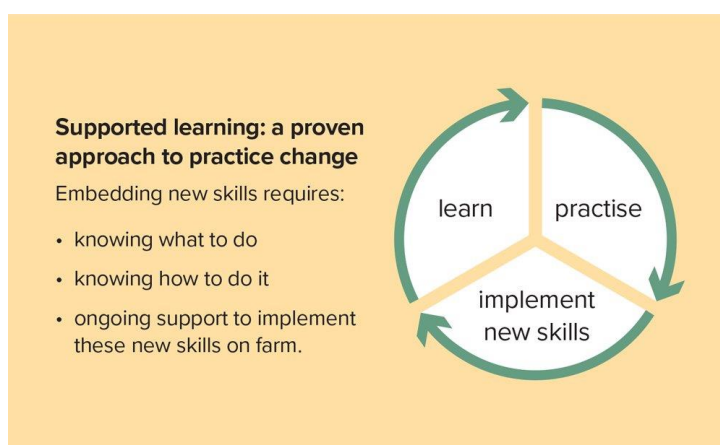 Supported learning: a proven
approach to practice change
Embedding new skills requires:
• knowing what to do
• knowing how to do it
• ongoing support to implement
these new skills on farm.
learn
practise
implement
new skills